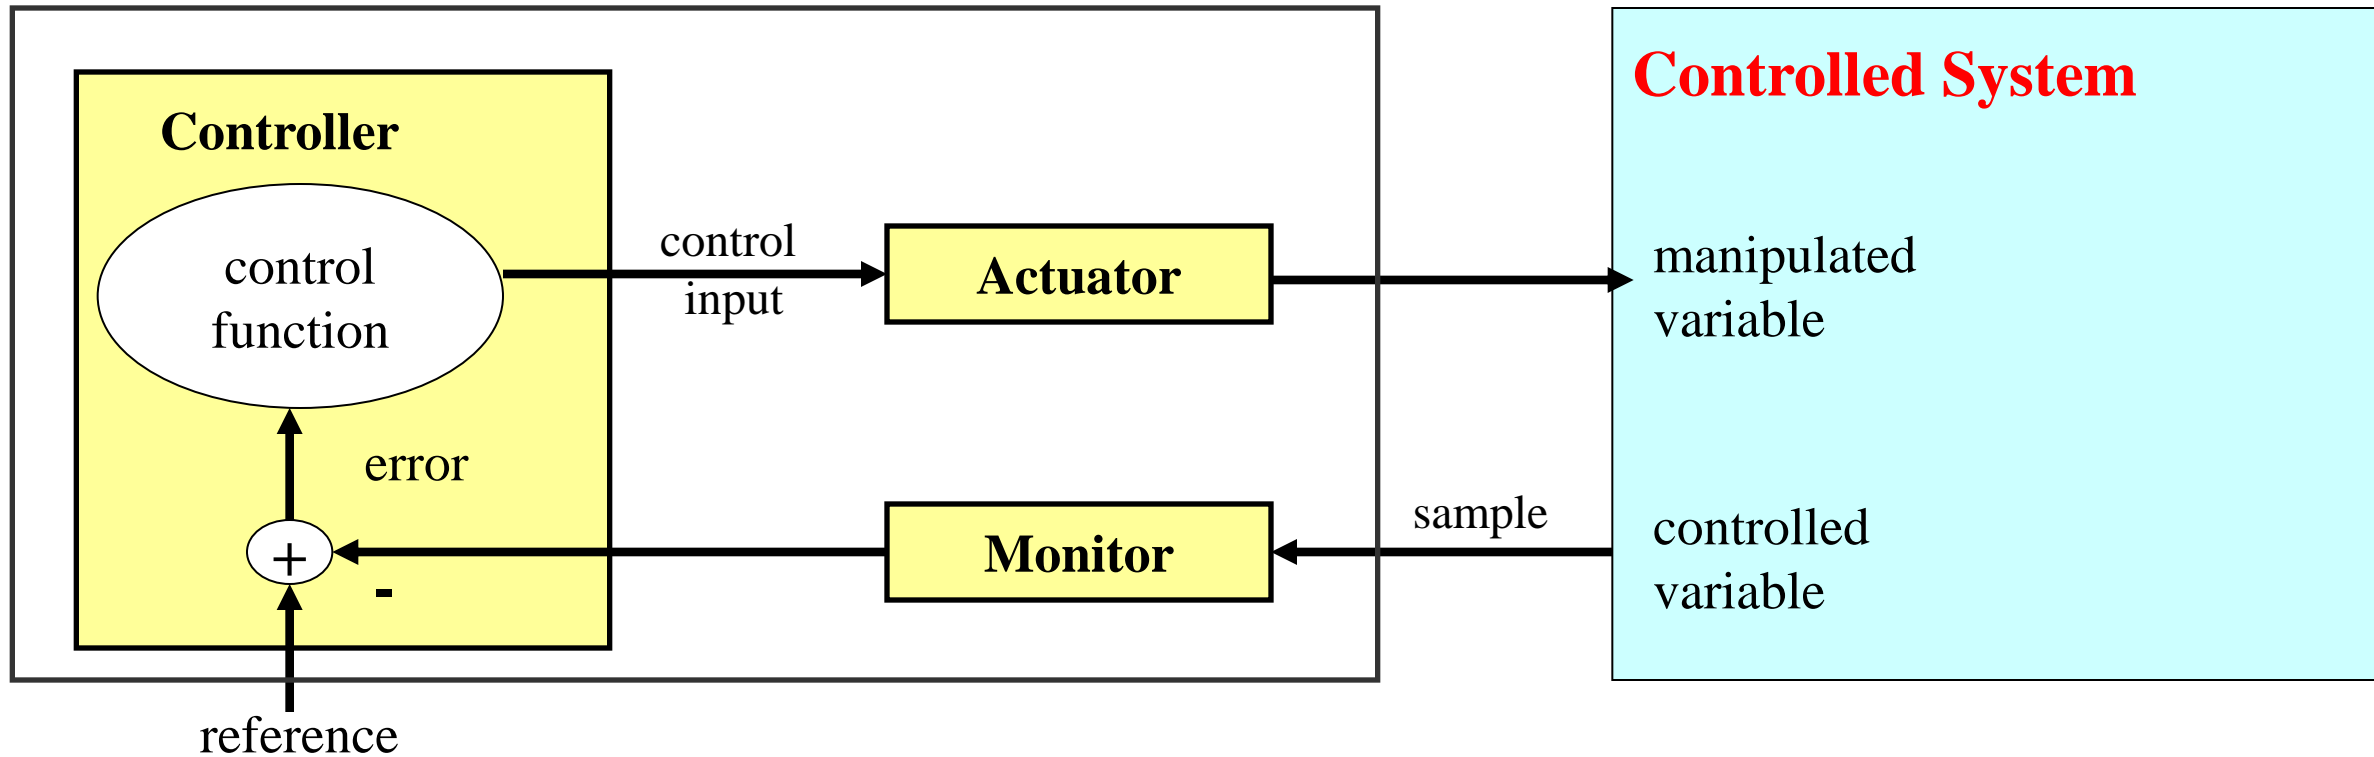 Controlled System
Controller
control
function
control
input
Actuator
manipulated
variable
error
+
-
Monitor
sample
controlled
variable
reference